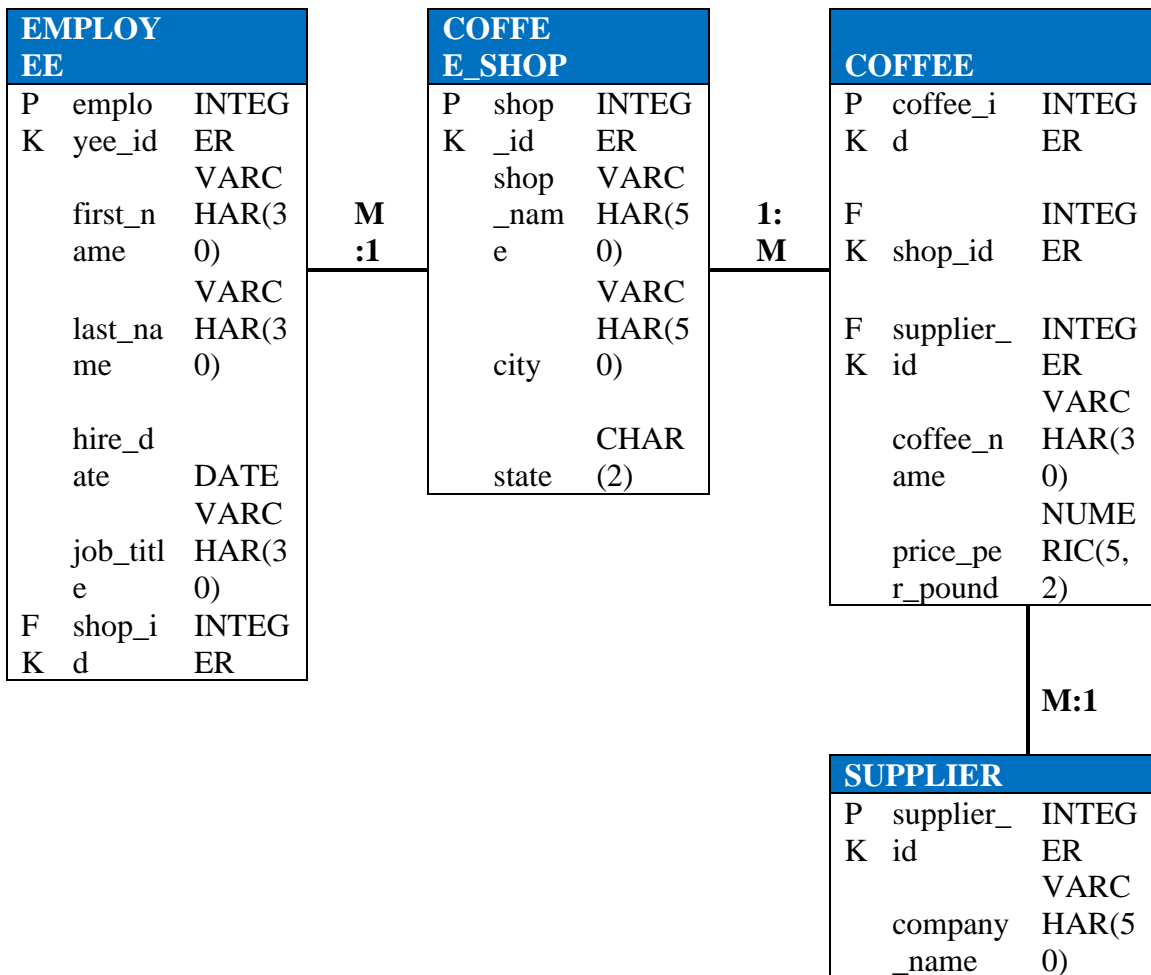 EMPLOY
EE
P emplo INTEG
K yee_id ER
VARC
first_n HAR(3
ame 0)
VARC
last_na HAR(3
me 0)
hire_d
ate DATE
VARC
job_titl HAR(3
e 0)
F shop_i INTEG
K d ER
M
:1
COFFE
E_SHOP
P shop INTEG
K _id ER
shop VARC
_nam HAR(5
e 0)
VARC
HAR(5
city 0)
CHAR
state (2)
1:
M
COFFEE
P coffee_i INTEG
K d ER
F INTEG
K shop_id ER
F supplier_ INTEG
K id ER
VARC
coffee_n HAR(3
ame 0)
NUME
price_pe RIC(5,
r_pound 2)
M:1
SUPPLIER
P supplier_ INTEG
K id ER
VARC
company HAR(5
_name 0)